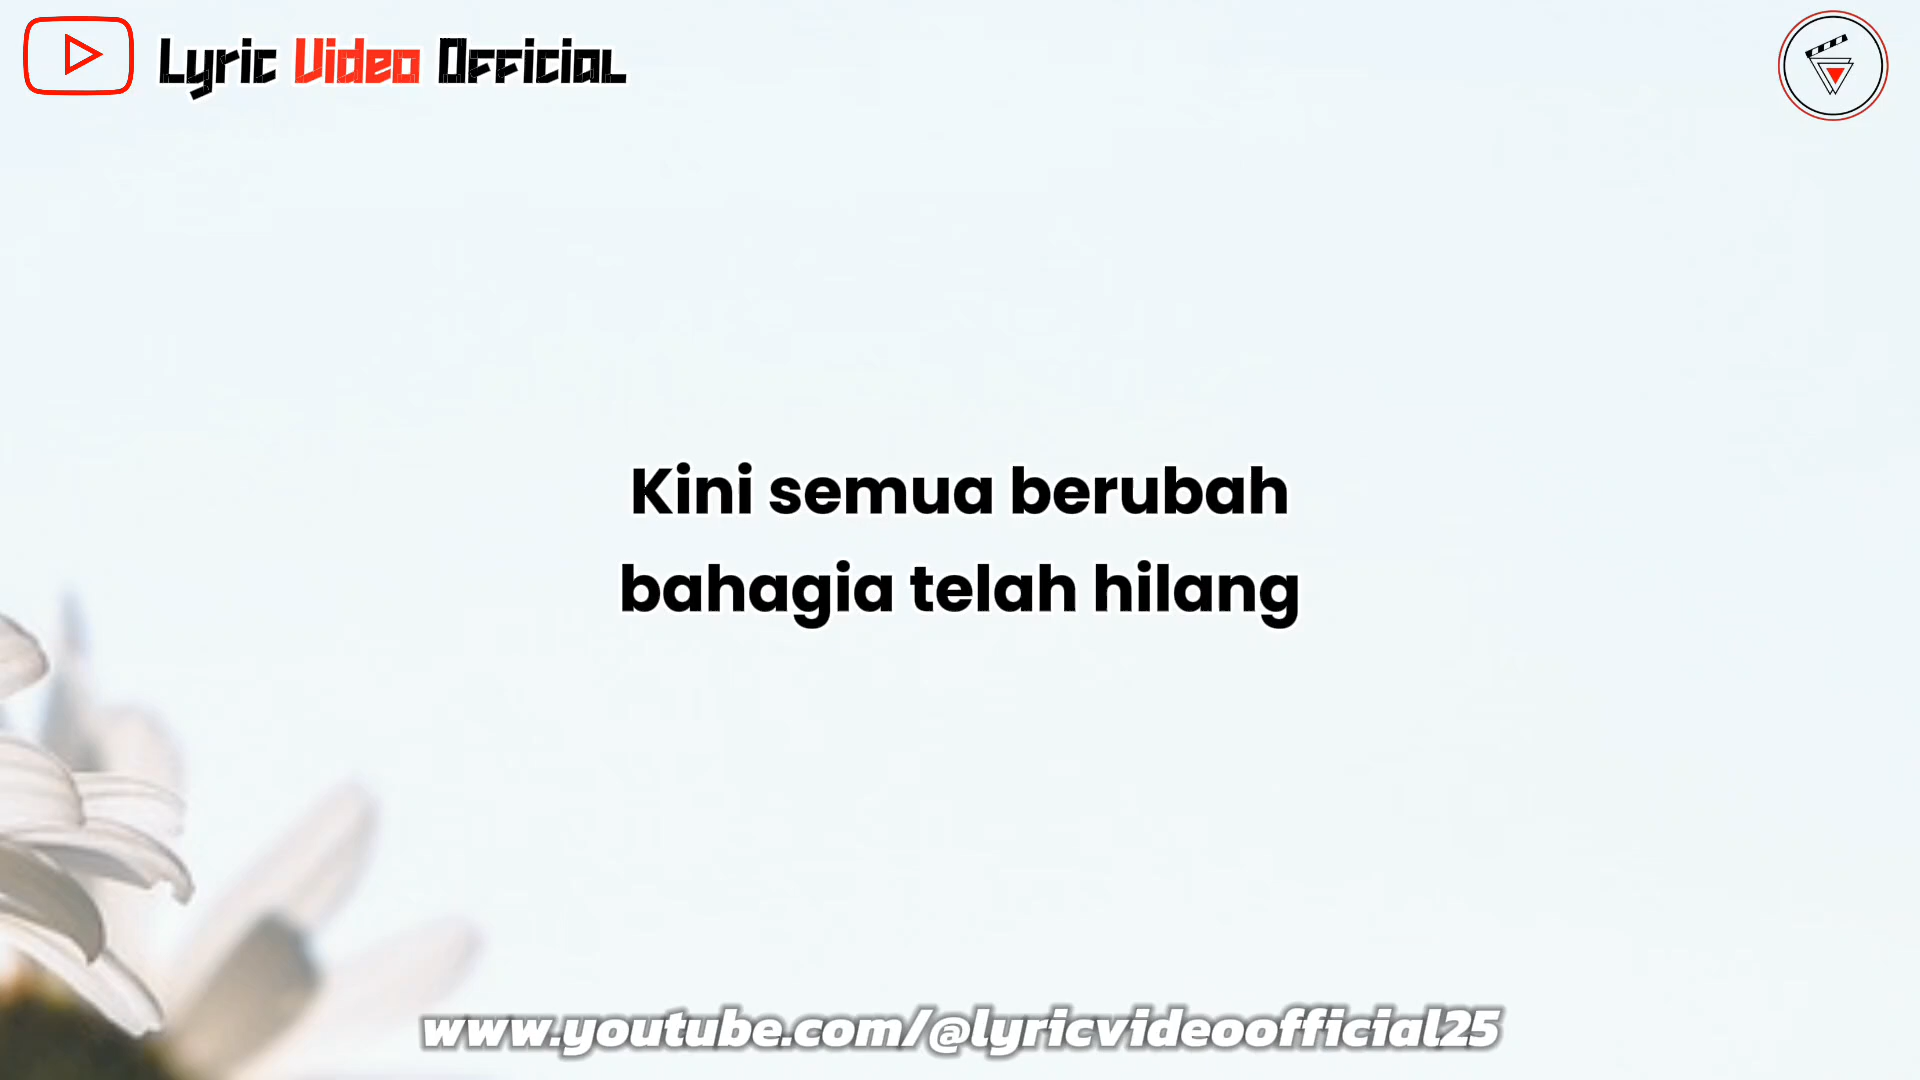 Lyric Video Official
Kini semua berubah
bahagia telah hilang
www.youtube.com/@lyricvideoofficial25